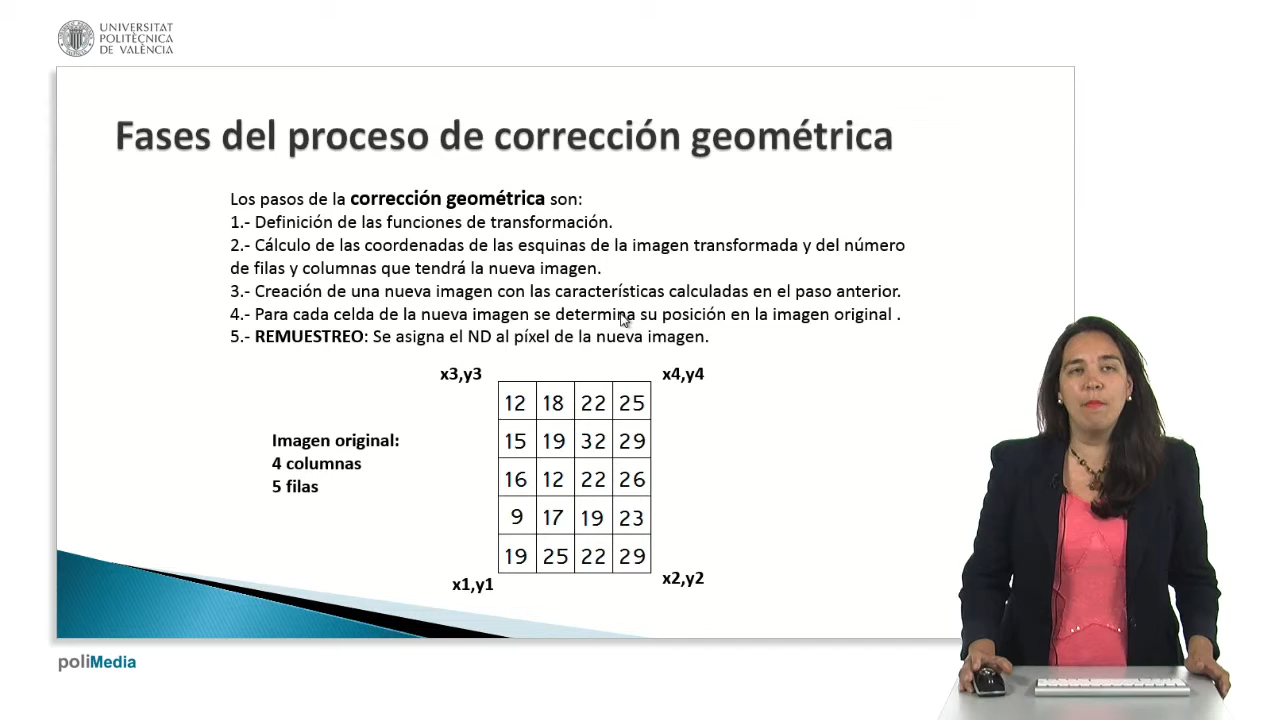 UNIVERSITAT
POLITÈCNICA
DE VALÈNCIA
Fases del proceso de corrección geométrica
Los pasos de la corrección geométrica son:
1.- Definición de las funciones de transformación.
2.- Cálculo de las coordenadas de las esquinas de la imagen transformada y del número
de filas y columnas que tendrá la nueva imagen.
3.- Creación de una nueva imagen con las características calculadas en el paso anterior.
4.- Para cada celda de la nueva imagen se determina su posición en la imagen original .
5.- REMUESTREO: Se asigna el ND al píxel de la nueva imagen.
x3,y3 x4,y4
12 18 22 25
Imagen original:
4 columnas
5 filas
15 19 32 29
16 12 22 26
9 17 19 23
19 25 22 29
x1,y1 x2,y2
poliMedia